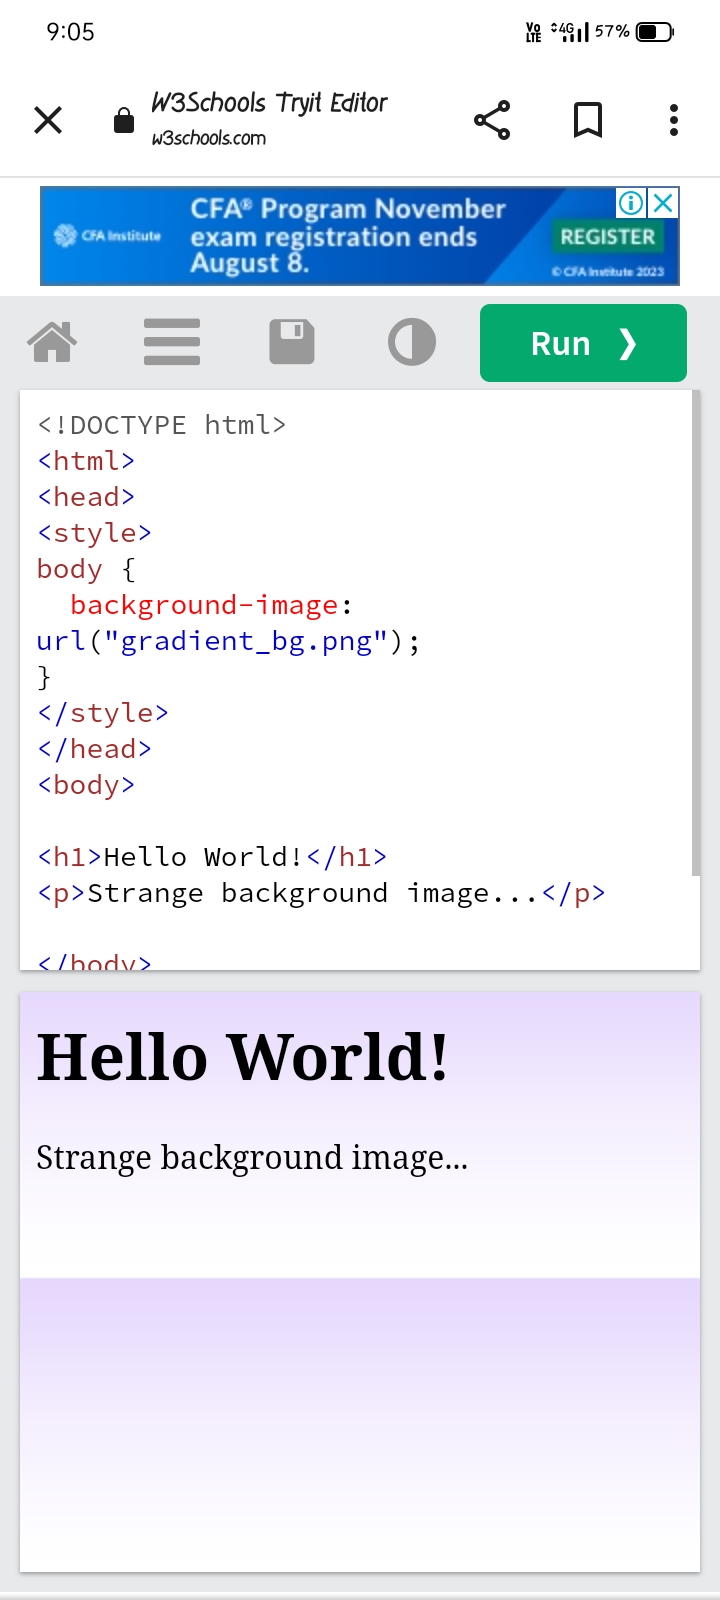 9:05
Vo LTE 4G 57%
W3Schools Tryit Editor
w3schools.com
CFA Institute
CFA® Program November
exam registration ends
August 8.
REGISTER
© CFA Institute 2023
Run ❯
<!DOCTYPE html>
<html>
<head>
<style>
body {
  background-image:
url("gradient_bg.png");
}
</style>
</head>
<body>
<h1>Hello World!</h1>
<p>Strange background image...</p>
</body>
Hello World!
Strange background image...